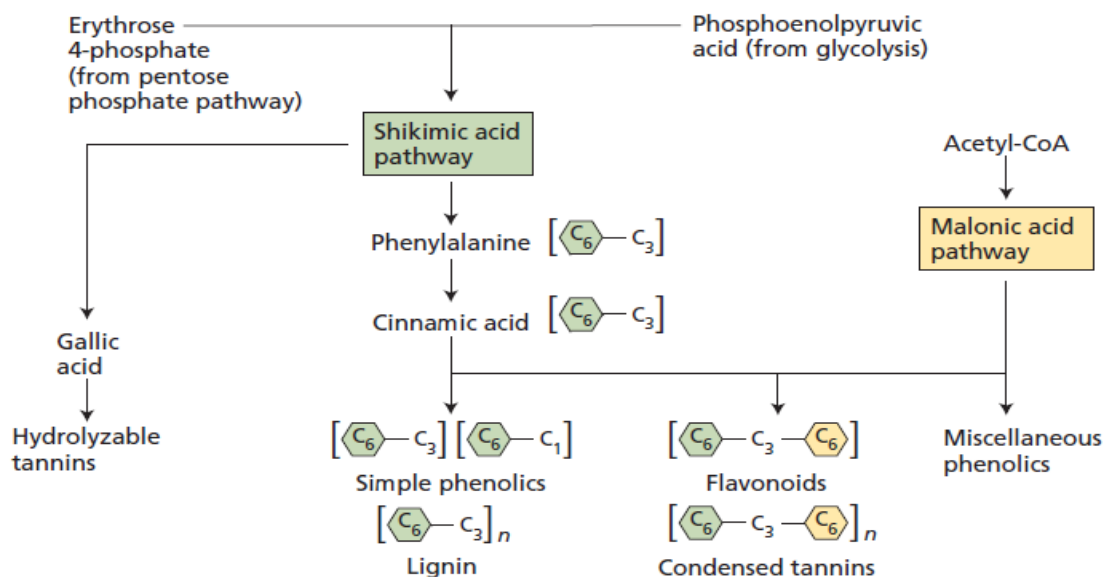 Erythrose
4-phosphate
(from pentose
phosphate pathway)
Phosphoenolpyruvic
acid (from glycolysis)
Shikimic acid
pathway
Acetyl-CoA
Malonic acid
pathway
Phenylalanine [C6 — C3]
Cinnamic acid [C6 — C3]
Gallic
acid
Hydrolyzable
tannins
[C6 — C3] [C6 — C1]
Simple phenolics
[C6 — C3]n
Lignin
[C6 — C3 — C6]
Flavonoids
[C6 — C3 — C6]n
Condensed tannins
Miscellaneous
phenolics